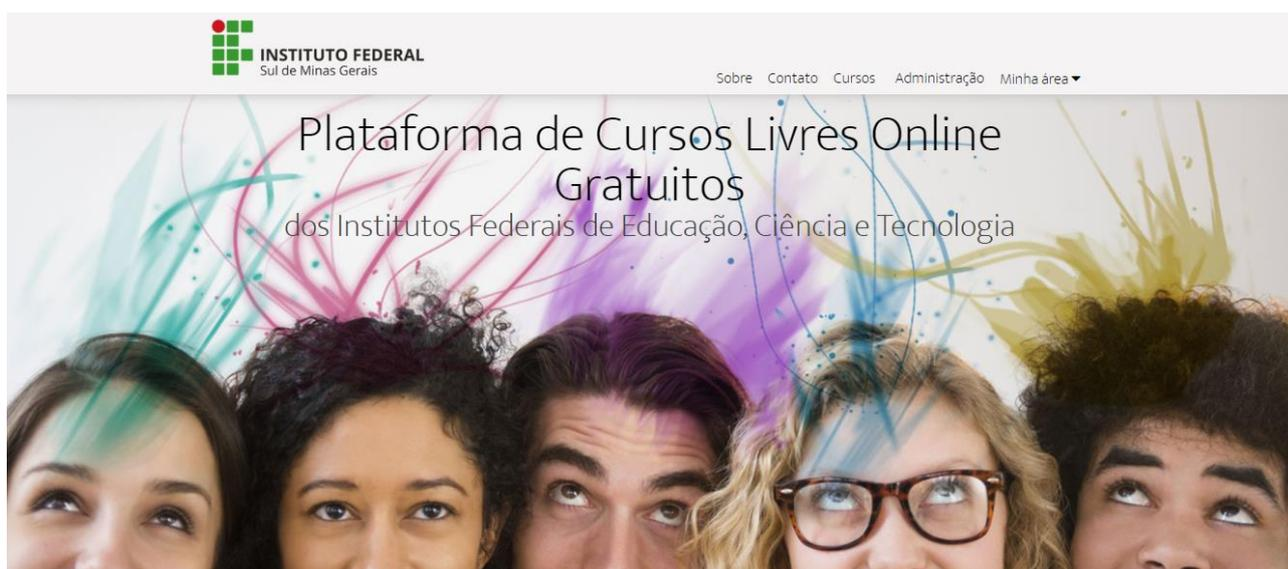 INSTITUTO FEDERAL
Sul de Minas Gerais
Sobre Contato Cursos Administração Minha área
Plataforma de Cursos Livres Online
Gratuitos
dos Institutos Federais de Educação, Ciência e Tecnologia